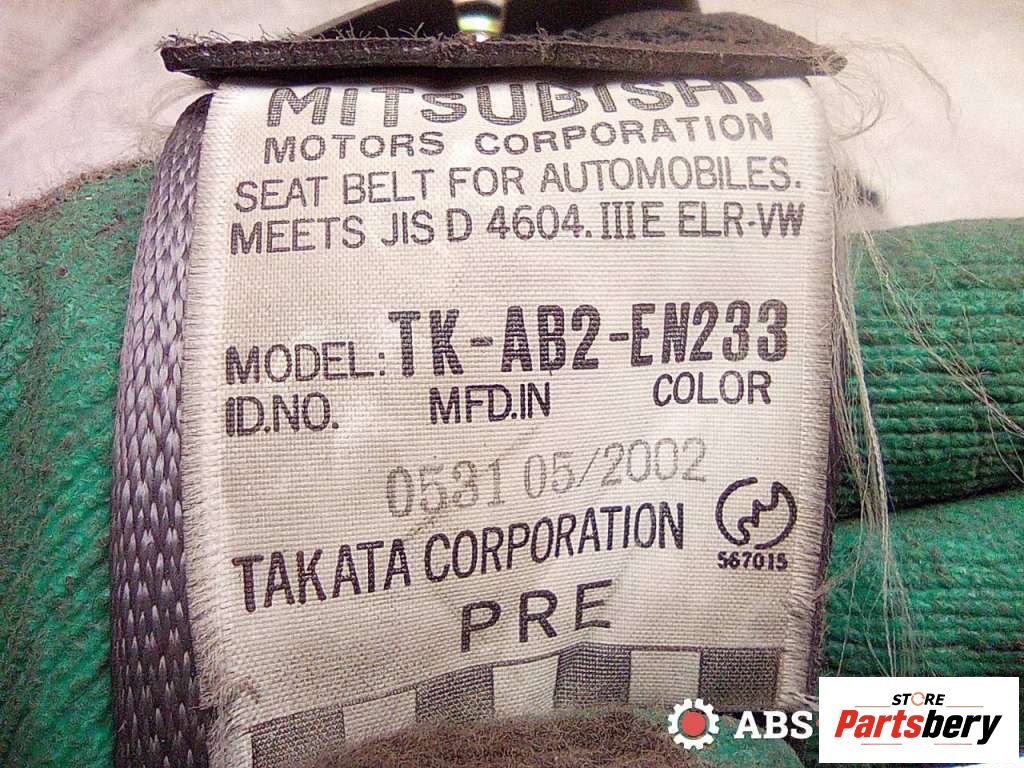 MITSUBISHI
MOTORS CORPORATION
SEAT BELT FOR AUTOMOBILES.
MEETS JIS D 4604. III E ELR-VW
MODEL: TK-AB2-EN233
ID.NO. MFD.IN COLOR
0531 05/2002
TAKATA CORPORATION
567015
PRE
ABS
STORE
Partsbery